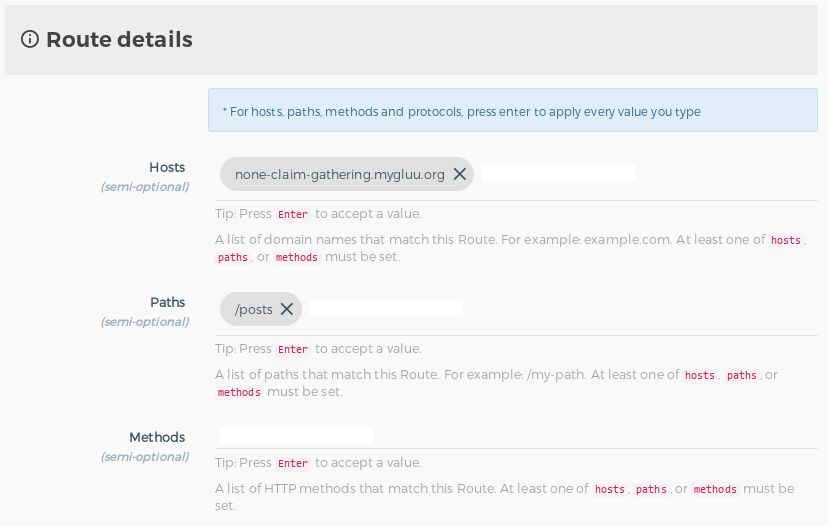 Route details
* For hosts, paths, methods and protocols, press enter to apply every value you type
Hosts
(semi-optional)
none-claim-gathering.mygluu.org
Tip: Press Enter to accept a value.
A list of domain names that match this Route. For example: example.com. At least one of hosts,
paths, or methods must be set.
Paths
(semi-optional)
/posts
Tip: Press Enter to accept a value.
A list of paths that match this Route. For example: /my-path. At least one of hosts, paths, or
methods must be set.
Methods
(semi-optional)
Tip: Press Enter to accept a value.
A list of HTTP methods that match this Route. At least one of hosts, paths, or methods must be
set.